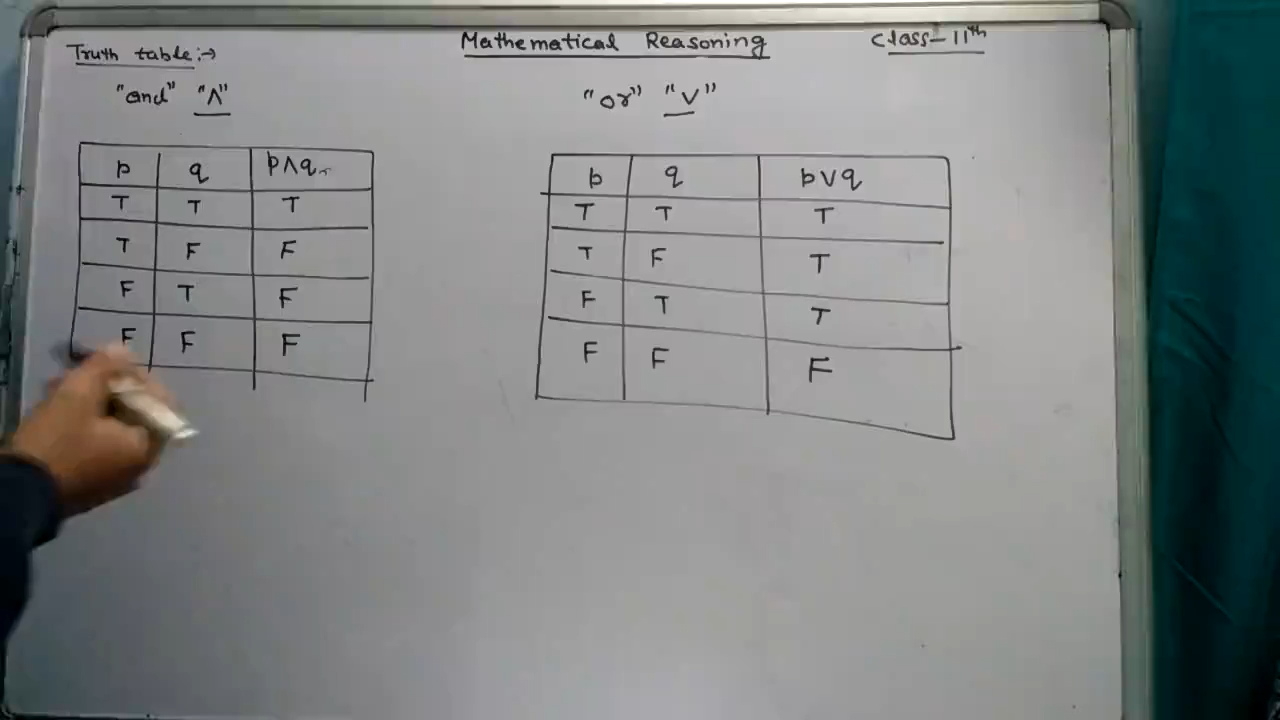 Mathematical Reasoning
Class-11th
Truth table:→
"and" "∧"
p q p∧q
T T T
T F F
F T F
F F F
"or" "∨"
p q p∨q
T T T
T F T
F T T
F F F